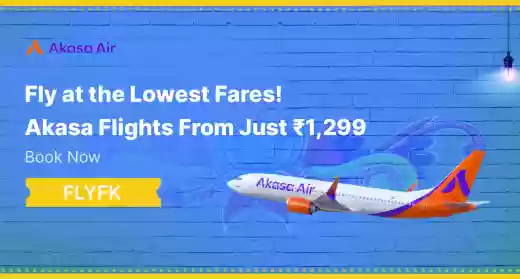 Akasa Air
Fly at the Lowest Fares!
Akasa Flights From Just ₹1,299
Book Now
FLYFK
Akasa Air